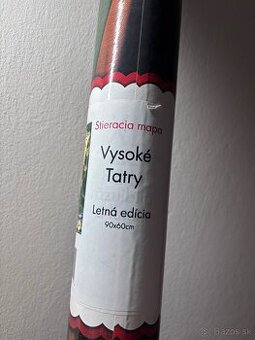 Stieracia mapa
Vysoké
Tatry
Letná edícia
90x60cm
Bazos.sk